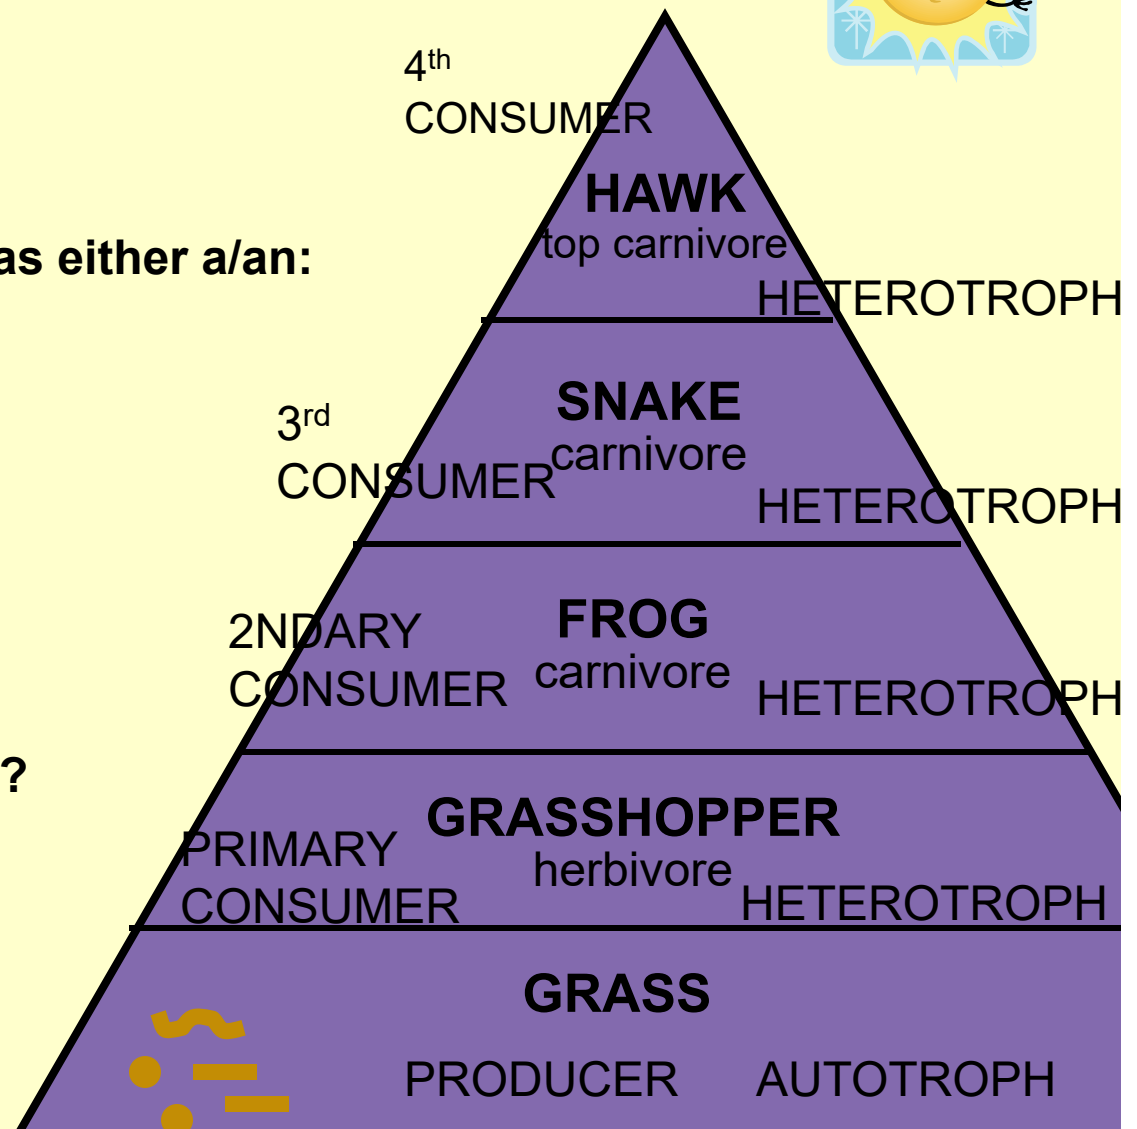 4th
CONSUMER
HAWK
top carnivore
as either a/an:
HETEROTROPH
SNAKE
carnivore
3rd
CONSUMER
HETEROTROPH
FROG
carnivore
2NDARY
CONSUMER
HETEROTROPH
?
GRASSHOPPER
herbivore
PRIMARY
CONSUMER
HETEROTROPH
GRASS
PRODUCER AUTOTROPH